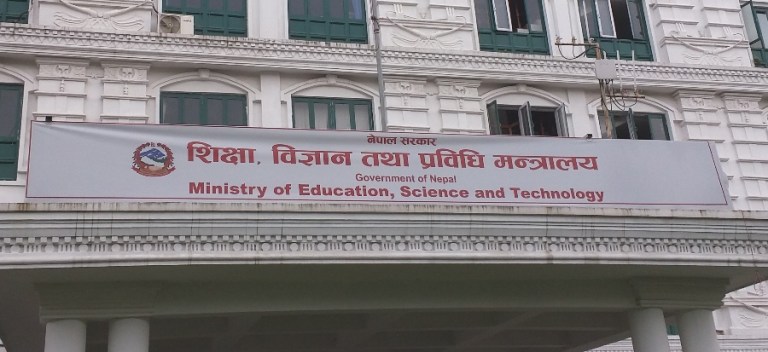 नेपाल सरकार
शिक्षा, विज्ञान तथा प्रविधि मन्त्रालय
Government of Nepal
Ministry of Education, Science and Technology